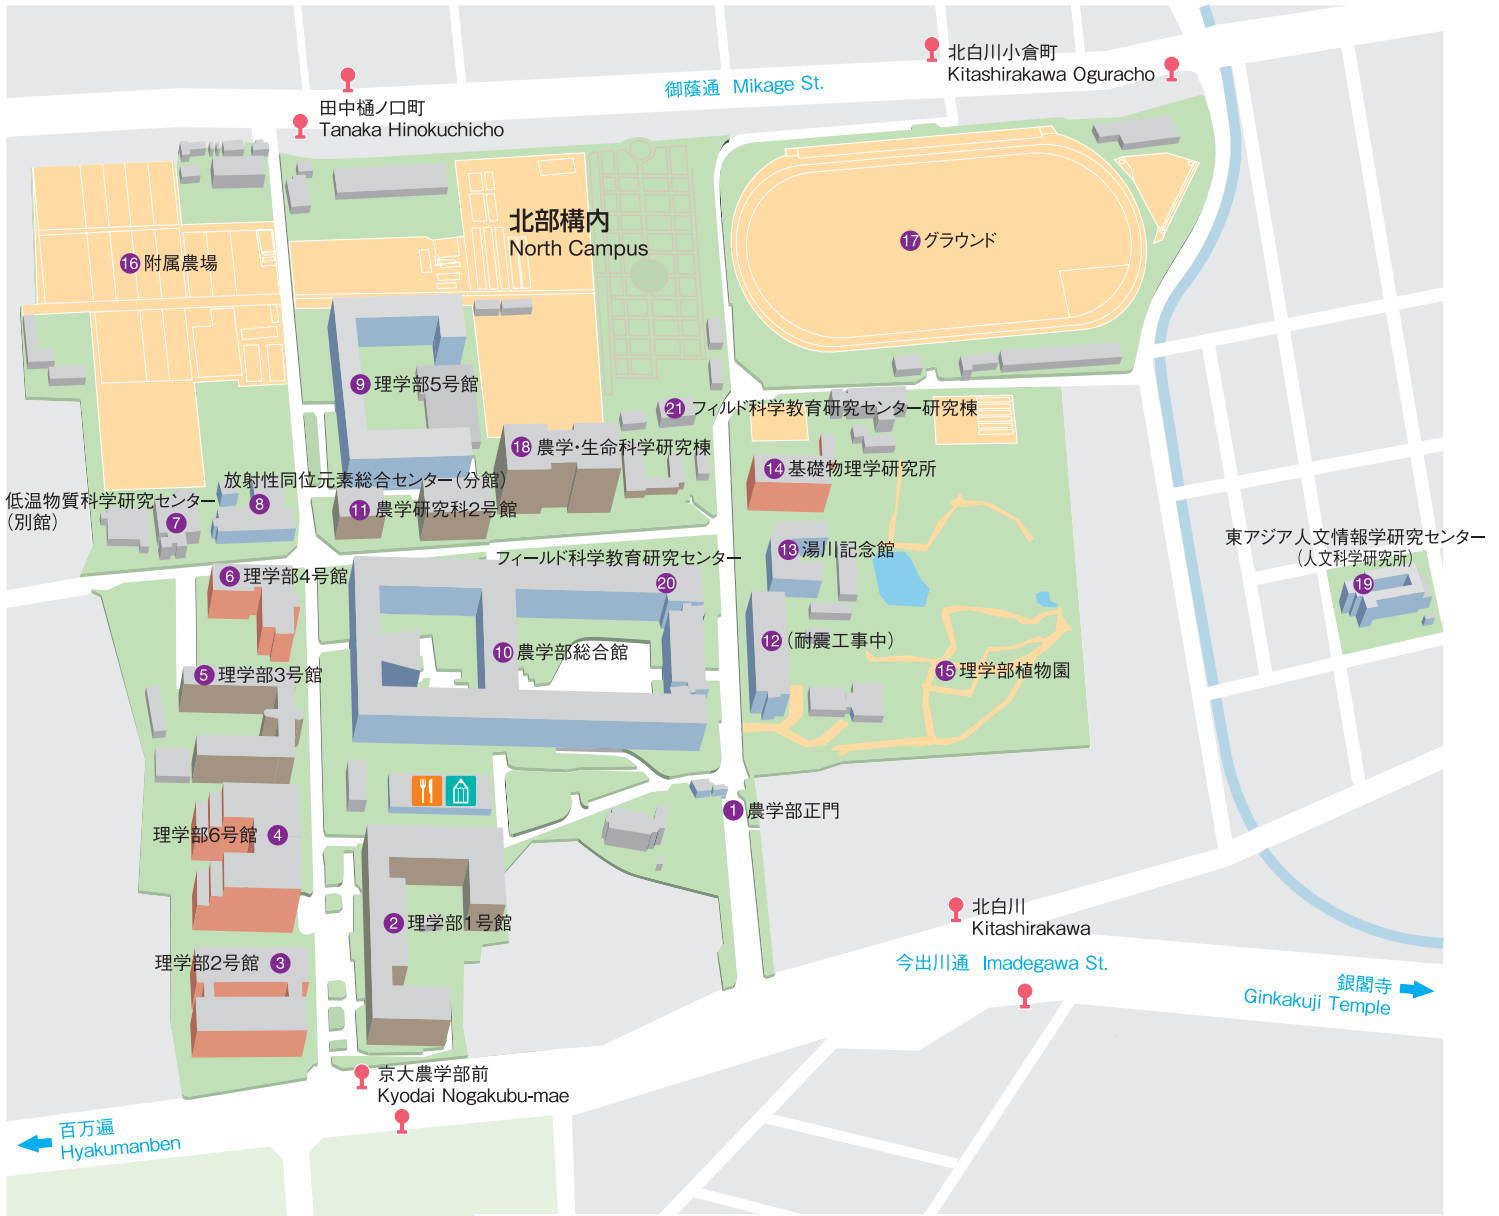 北白川小倉町
Kitashirakawa Oguracho
御蔭通 Mikage St.
田中樋ノ口町
Tanaka Hinokuchicho
北部構内
North Campus
17 グラウンド
16 附属農場
9 理学部5号館
21 フィルド科学教育研究センター研究棟
18 農学・生命科学研究棟
14 基礎物理学研究所
放射性同位元素総合センター(分館)
8
低温物質科学研究センター
(別館)
7
11 農学研究科2号館
13 湯川記念館
東アジア人文情報学研究センター
(人文科学研究所)
19
フィールド科学教育研究センター
20
6 理学部4号館
12 (耐震工事中)
10 農学部総合館
15 理学部植物園
5 理学部3号館
1 農学部正門
理学部6号館 4
2 理学部1号館
北白川
Kitashirakawa
理学部2号館 3
今出川通 Imadegawa St.
銀閣寺
Ginkakuji Temple
京大農学部前
Kyodai Nogakubu-mae
百万遍
Hyakumanben